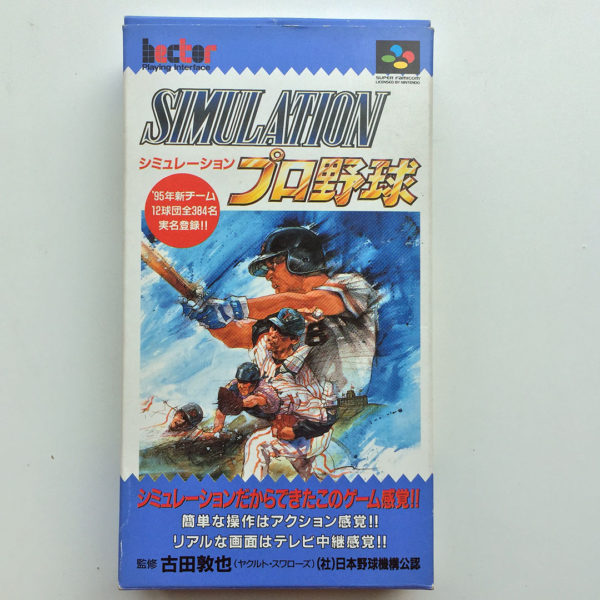 hector
Playing Interface
SUPER FAMICOM
LICENSED BY NINTENDO
SIMULATION
シミュレーション
プロ野球
'95年新チーム
12球団全384名
実名登録!!
シミュレーションだからできたこのゲーム感覚!!
簡単な操作はアクション感覚!!
リアルな画面はテレビ中継感覚!!
監修 古田敦也(ヤクルト・スワローズ) (社)日本野球機構公認